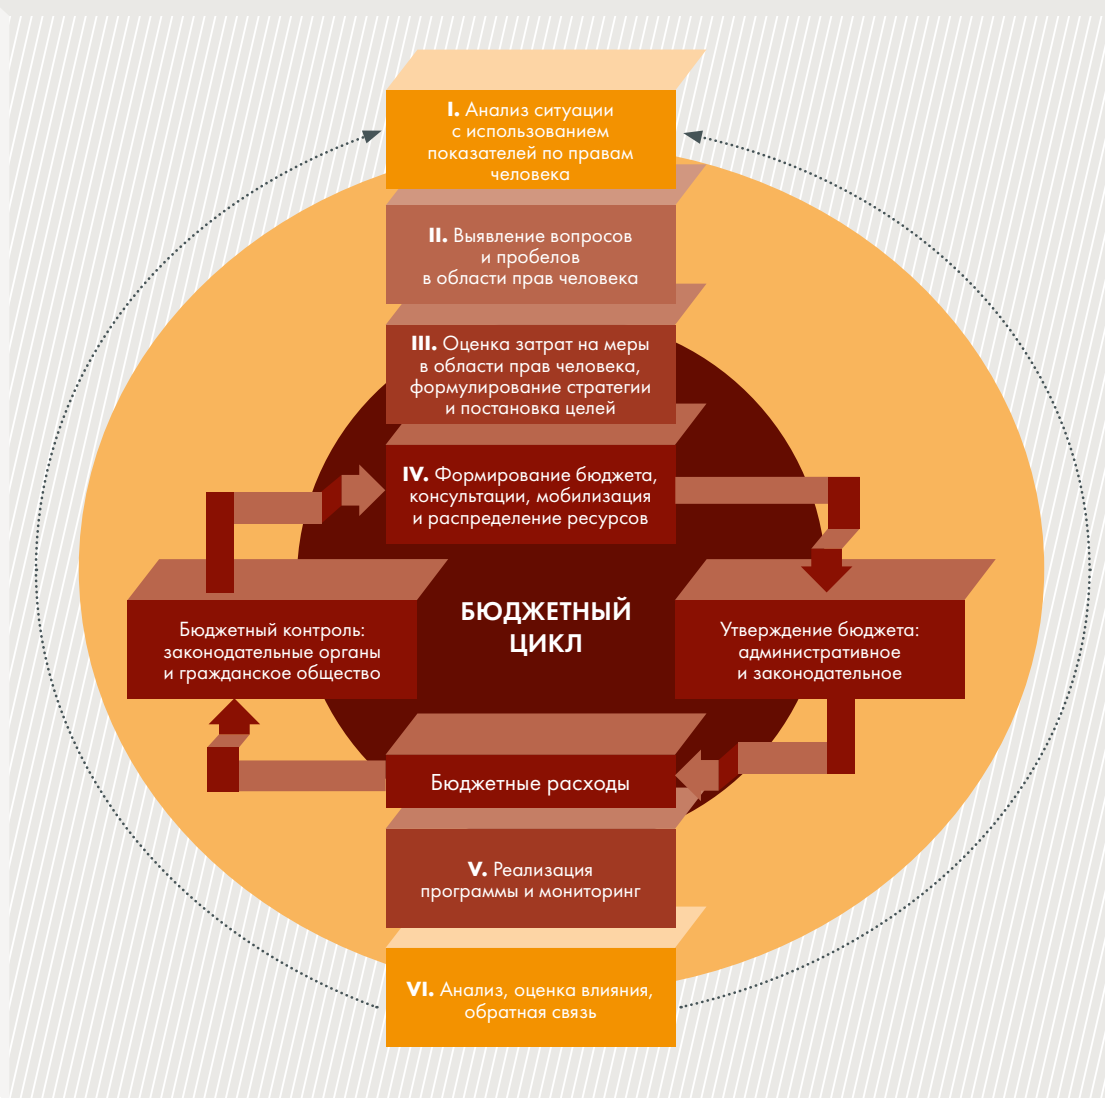 I. Анализ ситуации
с использованием
показателей по правам
человека
II. Выявление вопросов
и пробелов
в области прав человека
III. Оценка затрат на меры
в области прав человека,
формулирование стратегии
и постановка целей
IV. Формирование бюджета,
консультации, мобилизация
и распределение ресурсов
БЮДЖЕТНЫЙ
ЦИКЛ
Бюджетный контроль:
законодательные органы
и гражданское общество
Утверждение бюджета:
административное
и законодательное
Бюджетные расходы
V. Реализация
программы и мониторинг
VI. Анализ, оценка влияния,
обратная связь